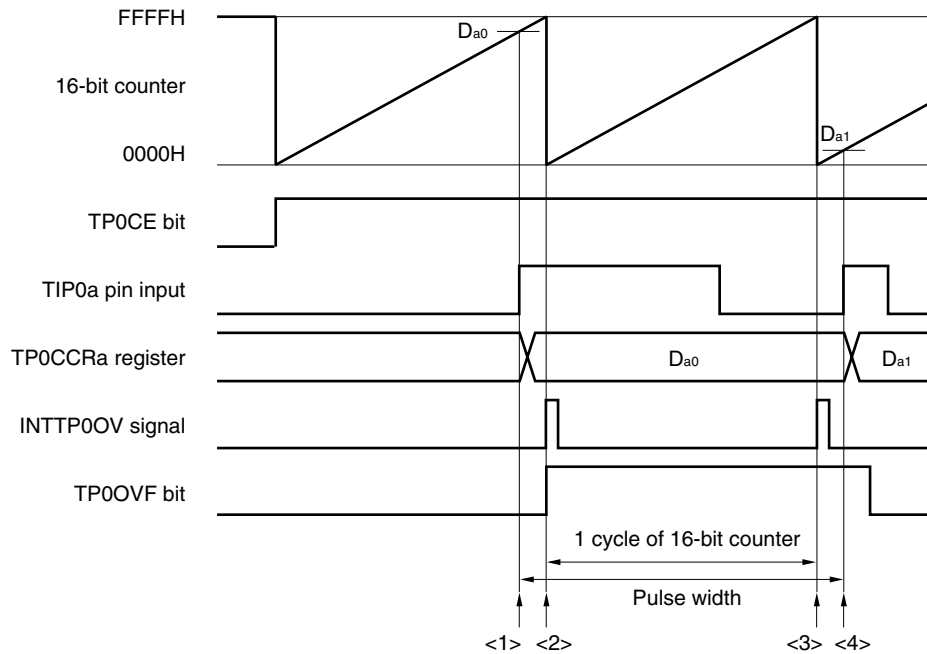 FFFFH
Da0
16-bit counter
Da1
0000H
TP0CE bit
TIP0a pin input
TP0CCRa register
Da0
Da1
INTTP0OV signal
TP0OVF bit
1 cycle of 16-bit counter
Pulse width
<1> <2> <3> <4>